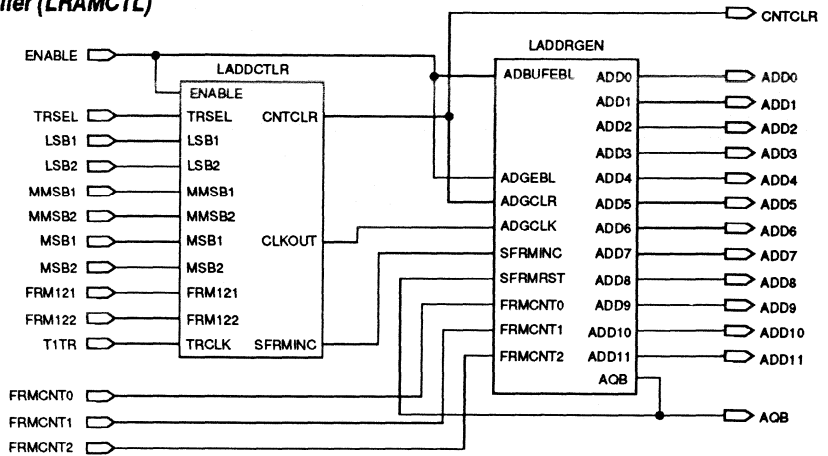 ller (LRAMCTL)
CNTCLR
LADDRGEN
ENABLE
LADDCTLR
ADBUFEBL ADD0 ADD0
ENABLE
ADD1 ADD1
TRSEL TRSEL CNTCLR
ADD2 ADD2
LSB1 LSB1
ADD3 ADD3
LSB2 LSB2
ADGEBL ADD4 ADD4
MMSB1 MMSB1
ADGCLR ADD5 ADD5
MMSB2 MMSB2
ADGCLK ADD6 ADD6
MSB1 MSB1 CLKOUT
SFRMINC ADD7 ADD7
MSB2 MSB2
SFRMRST ADD8 ADD8
FRM121 FRM121
FRMCNT0 ADD9 ADD9
FRM122 FRM122
FRMCNT1 ADD10 ADD10
T1TR TRCLK SFRMINC
FRMCNT2 ADD11 ADD11
AQB
FRMCNT0
AQB
FRMCNT1
FRMCNT2